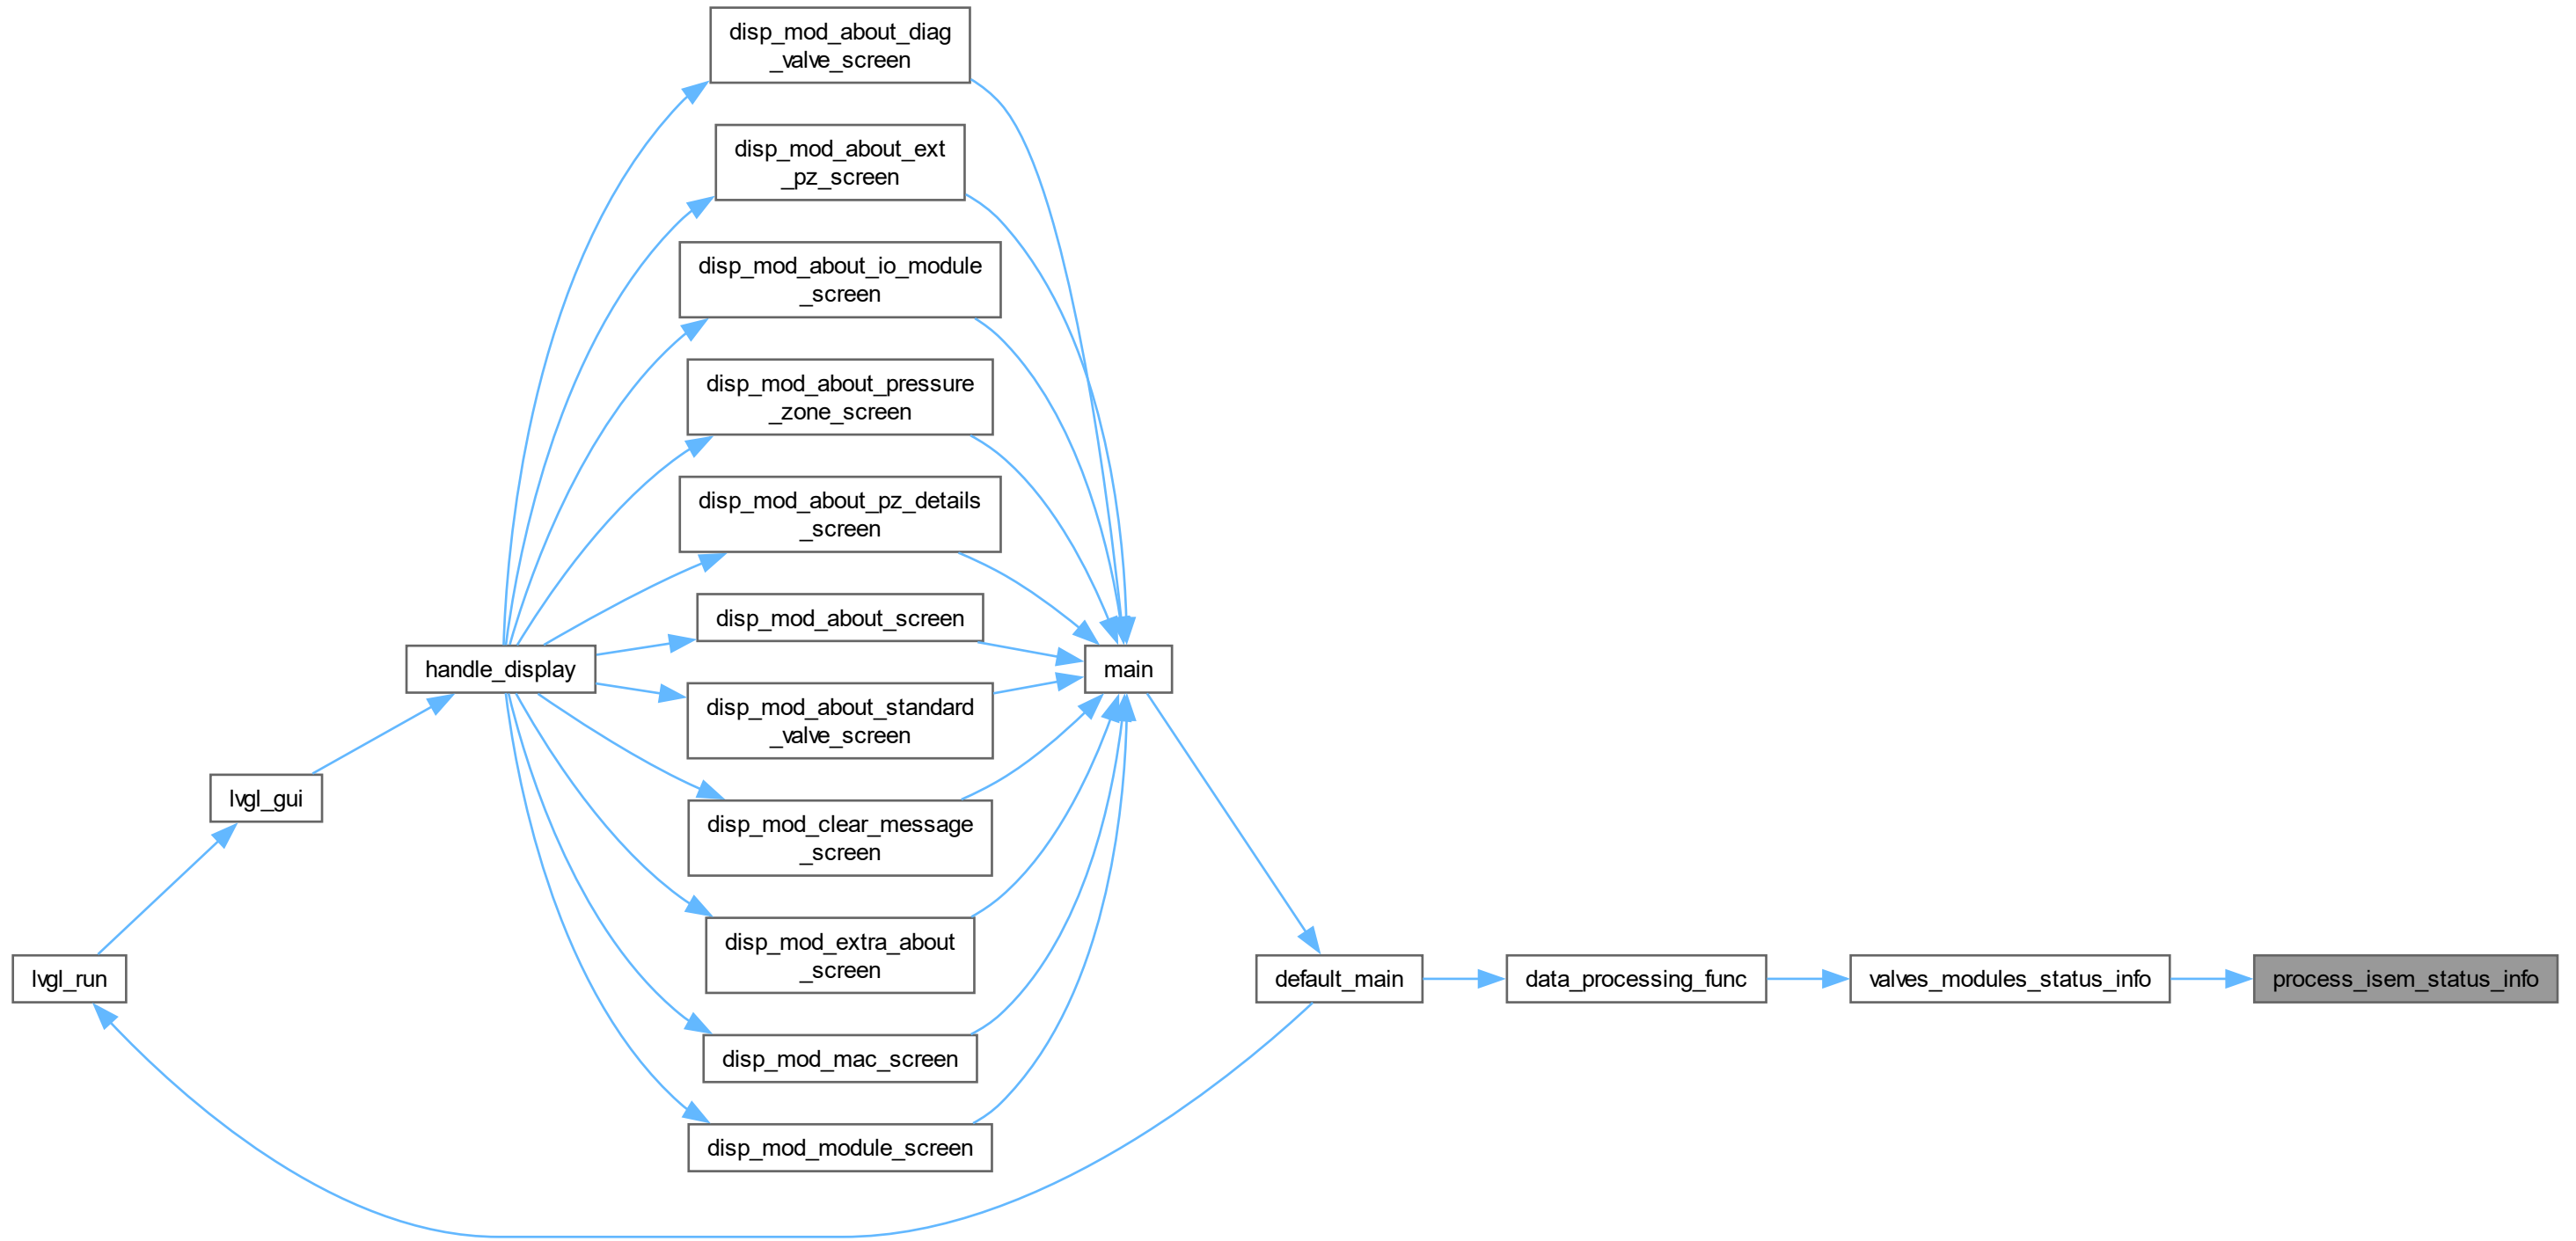 disp_mod_about_diag
_valve_screen
disp_mod_about_ext
_pz_screen
disp_mod_about_io_module
_screen
disp_mod_about_pressure
_zone_screen
disp_mod_about_pz_details
_screen
disp_mod_about_screen
handle_display
main
disp_mod_about_standard
_valve_screen
lvgl_gui
disp_mod_clear_message
_screen
disp_mod_extra_about
_screen
lvgl_run
default_main
data_processing_func
valves_modules_status_info
process_isem_status_info
disp_mod_mac_screen
disp_mod_module_screen